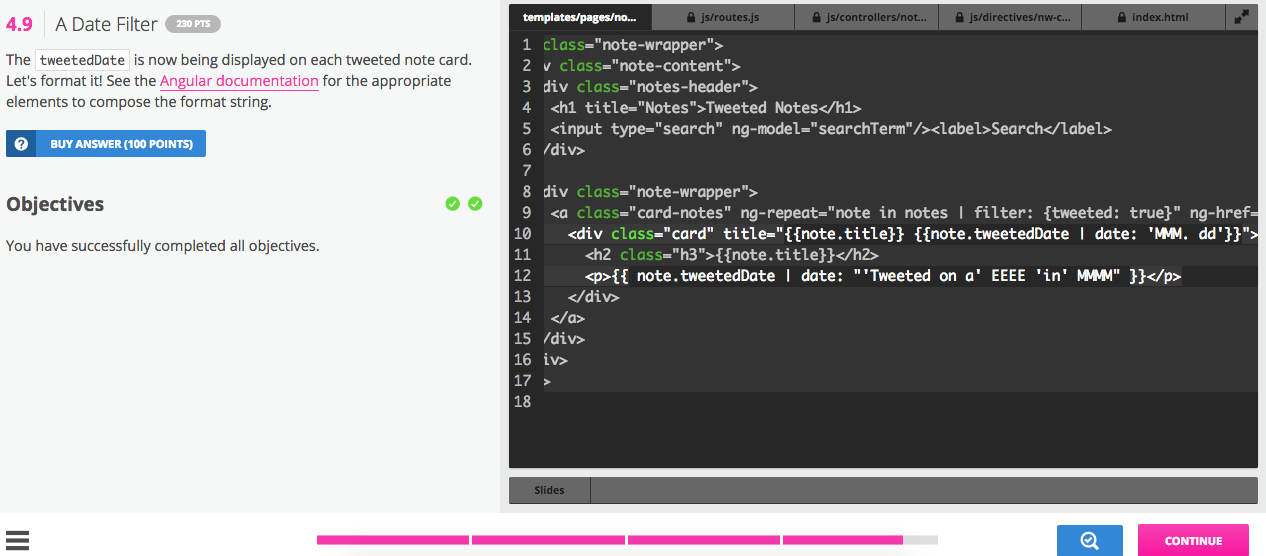 4.9 A Date Filter 230 PTS
The tweetedDate is now being displayed on each tweeted note card.
Let's format it! See the Angular documentation for the appropriate
elements to compose the format string.
BUY ANSWER (100 POINTS)
Objectives
You have successfully completed all objectives.
templates/pages/no... js/routes.js js/controllers/not... js/directives/nw-c... index.html
1 class="note-wrapper">
2 v class="note-content">
3 div class="notes-header">
4 <h1 title="Notes">Tweeted Notes</h1>
5 <input type="search" ng-model="searchTerm"/><label>Search</label>
6 /div>
7
8 div class="note-wrapper">
9 <a class="card-notes" ng-repeat="note in notes | filter: {tweeted: true}" ng-href=
10 <div class="card" title="{{note.title}} {{note.tweetedDate | date: 'MMM. dd'}}">
11 <h2 class="h3">{{note.title}}</h2>
12 <p>{{ note.tweetedDate | date: "'Tweeted on a' EEEE 'in' MMMM" }}</p>
13 </div>
14 </a>
15 /div>
16 iv>
17 >
18
Slides
CONTINUE